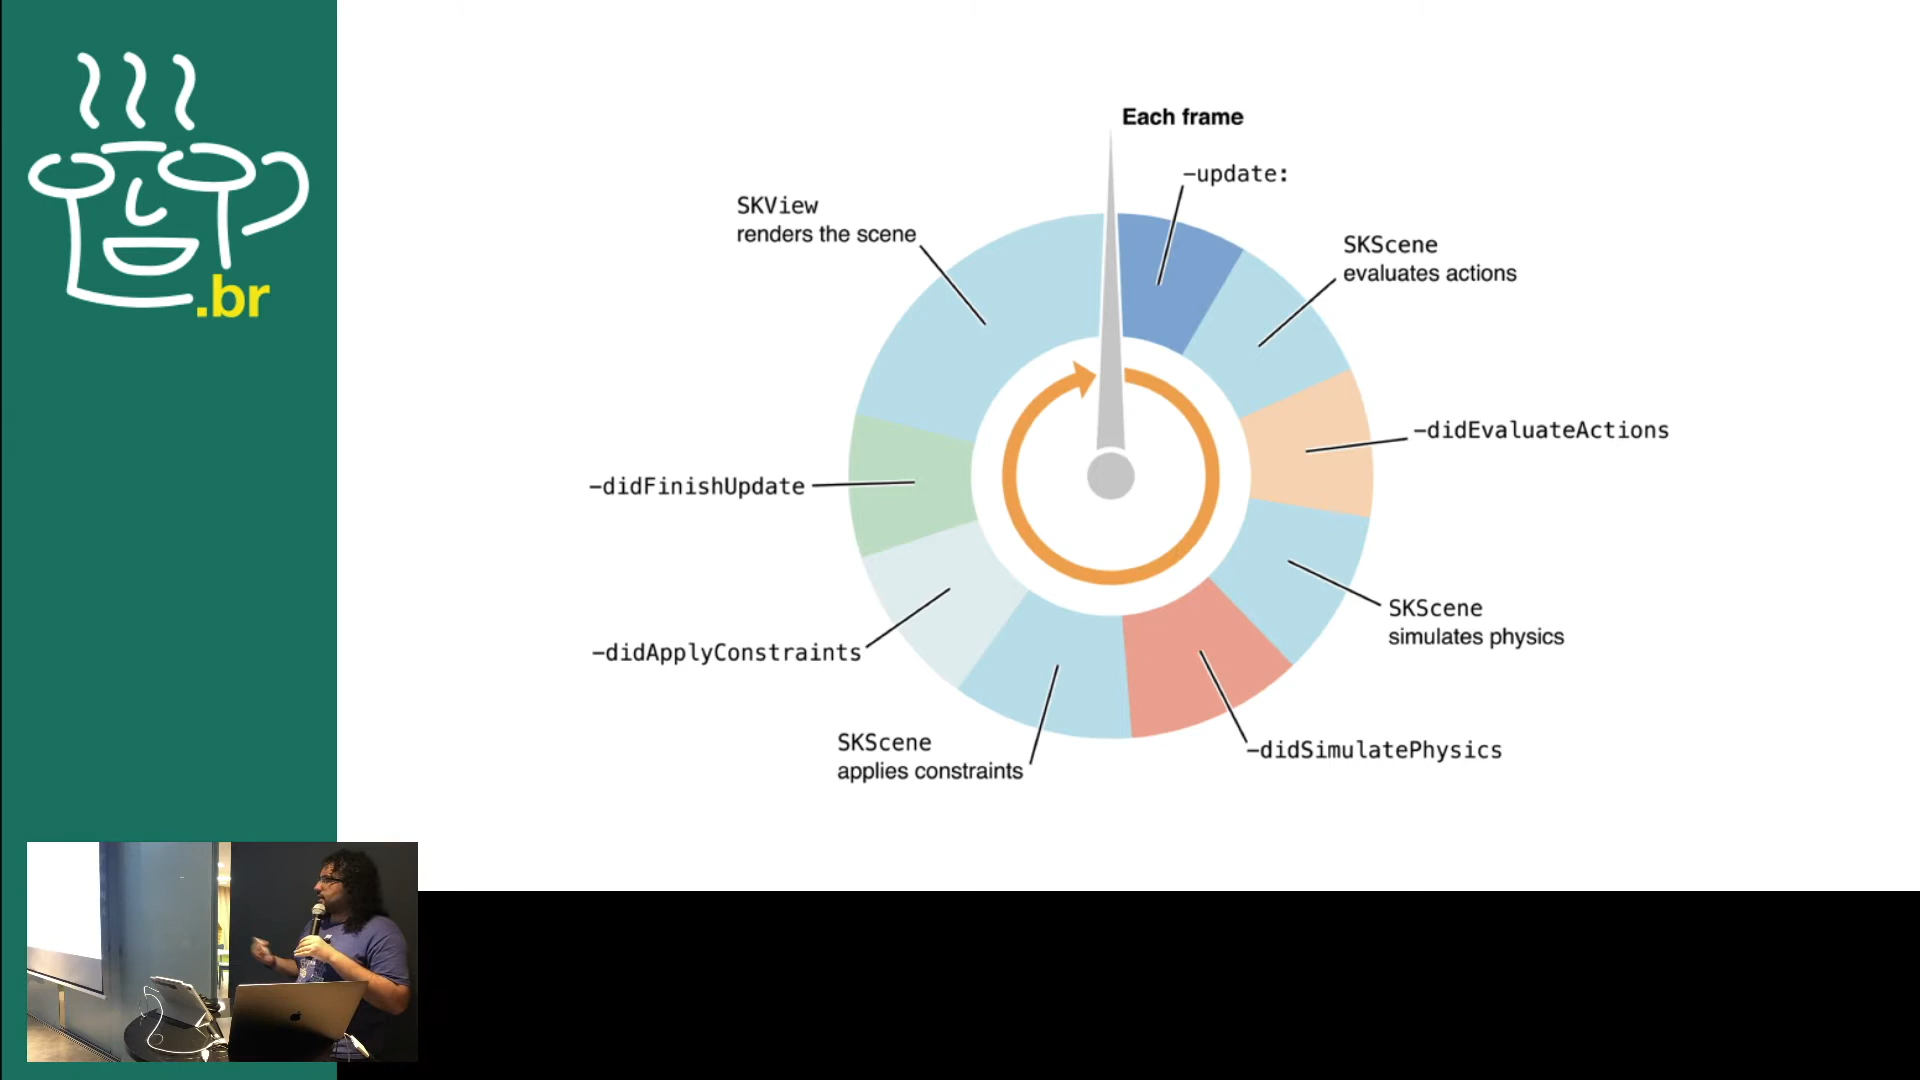 .br
Each frame
-update:
SKScene
evaluates actions
-didEvaluateActions
SKScene
simulates physics
-didSimulatePhysics
SKScene
applies constraints
-didApplyConstraints
-didFinishUpdate
SKView
renders the scene